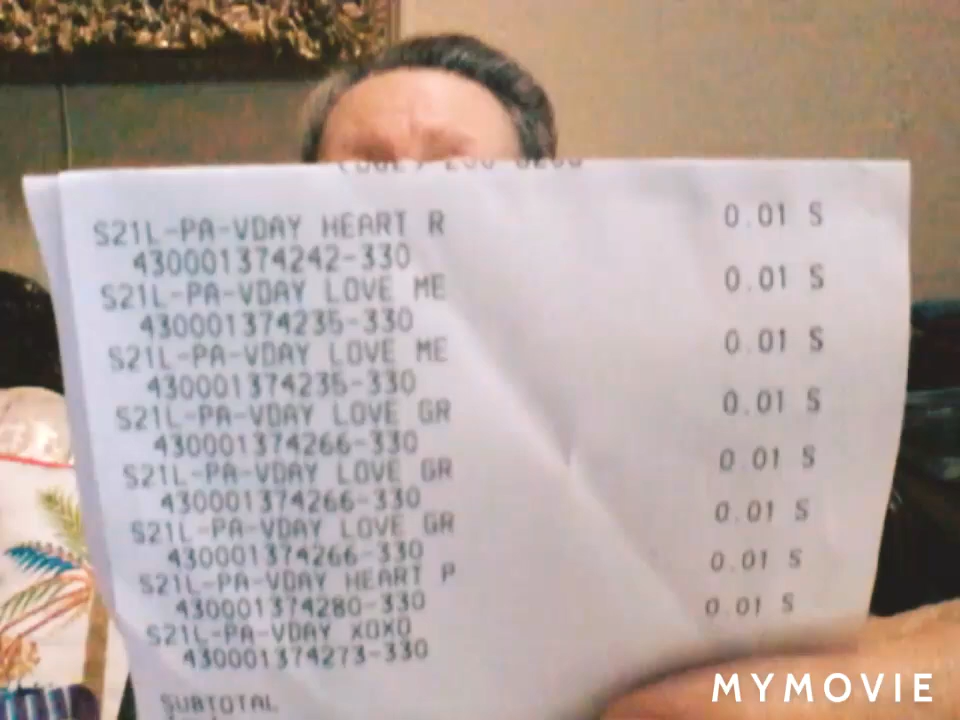 S21L-PA-VDAY HEART R 0.01 S
430001374242-330
S21L-PA-VDAY LOVE ME 0.01 S
430001374235-330
S21L-PA-VDAY LOVE ME 0.01 S
430001374235-330
S21L-PA-VDAY LOVE GR 0.01 S
430001374266-330
S21L-PA-VDAY LOVE GR 0.01 S
430001374266-330
S21L-PA-VDAY LOVE GR 0.01 S
430001374266-330
S21L-PA-VDAY HEART P 0.01 S
430001374280-330
S21L-PA-VDAY XOXO 0.01 S
430001374273-330
SUBTOTAL
MYMOVIE